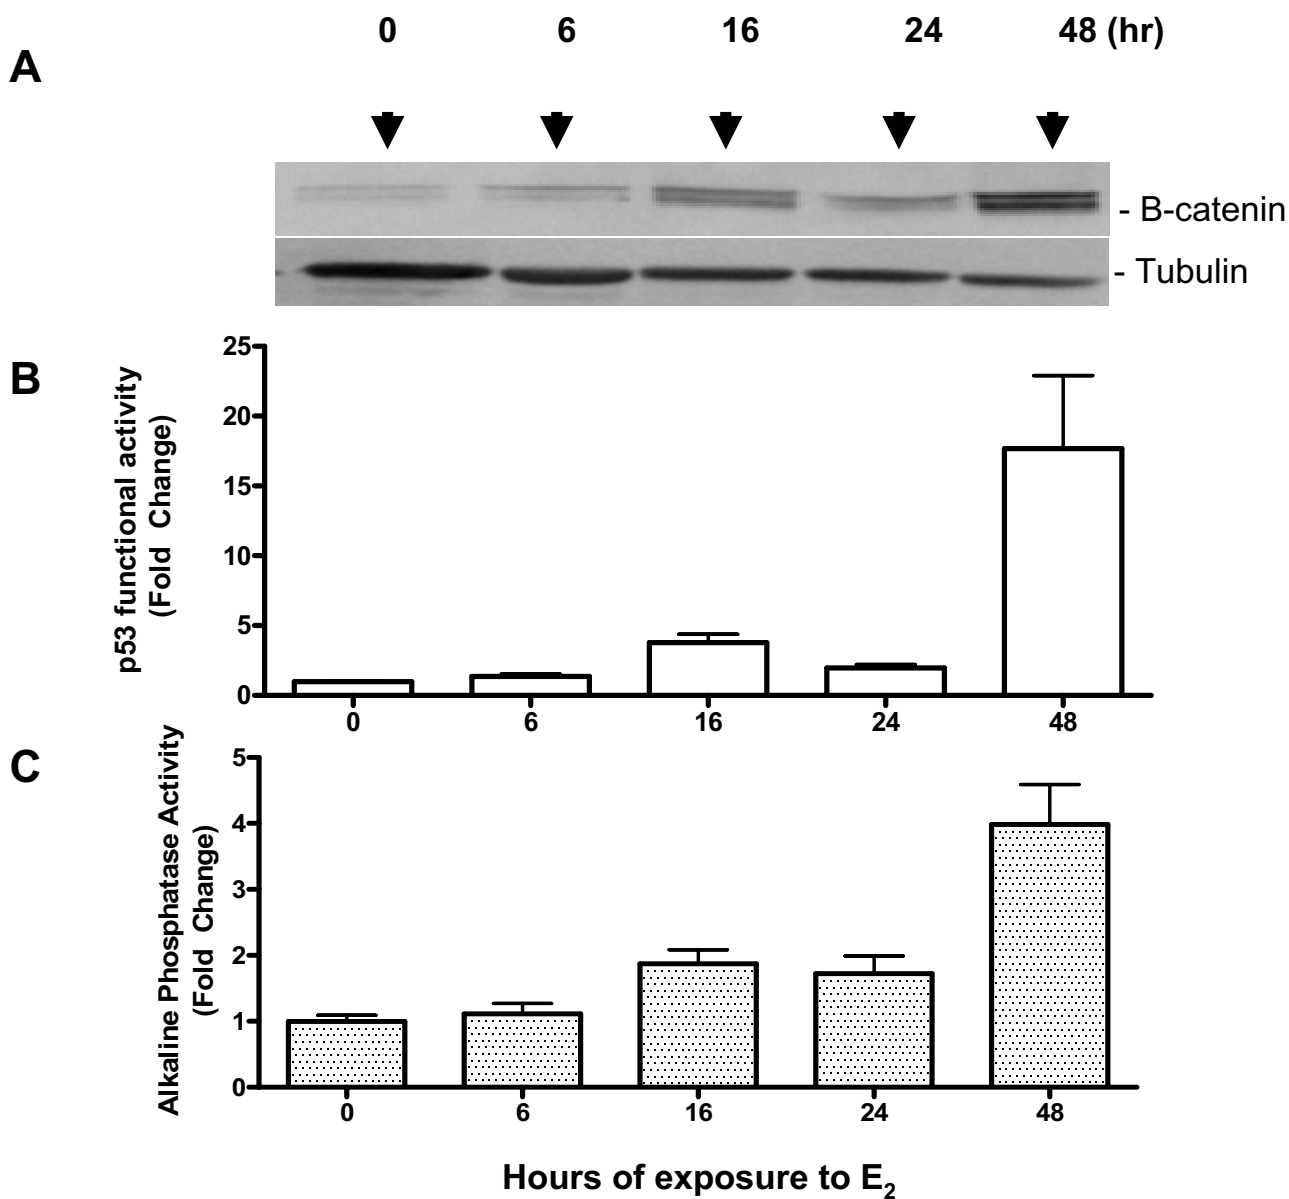 0 6 16 24 48 (hr)
A
- B-catenin
- Tubulin
B
p53 functional activity
(Fold Change)
25
20
15
10
5
0
0 6 16 24 48
C
Alkaline Phosphatase Activity
(Fold Change)
5
4
3
2
1
0
0 6 16 24 48
Hours of exposure to E₂